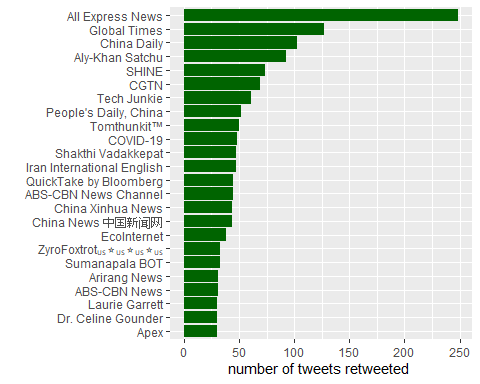 All Express News
Global Times
China Daily
Aly-Khan Satchu
SHINE
CGTN
Tech Junkie
People's Daily, China
Tomthunkit™
COVID-19
Shakthi Vadakkepat
Iran International English
QuickTake by Bloomberg
ABS-CBN News Channel
China Xinhua News
China News 中国新闻网
EcoInternet
ZyroFoxtrot🇺🇸⭐🇺🇸⭐🇺🇸⭐
Sumanapala BOT
Arirang News
ABS-CBN News
Laurie Garrett
Dr. Celine Gounder
Apex
0 50 100 150 200 250
number of tweets retweeted